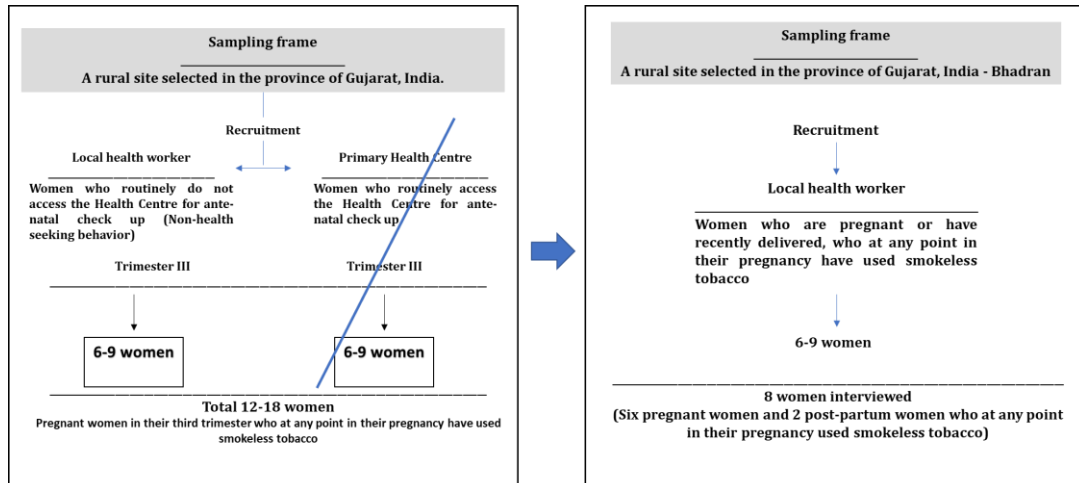 Sampling frame
A rural site selected in the province of Gujarat, India.
Recruitment
Local health worker
Women who routinely do not
access the Health Centre for ante-
natal check up (Non-health
seeking behavior)
Primary Health Centre
Women who routinely access
the Health Centre for ante-
natal check up
Trimester III
Trimester III
6-9 women
6-9 women
Total 12-18 women
Pregnant women in their third trimester who at any point in their pregnancy have used
smokeless tobacco
Sampling frame
A rural site selected in the province of Gujarat, India - Bhadran
Recruitment
Local health worker
Women who are pregnant or have
recently delivered, who at any point in
their pregnancy have used smokeless
tobacco
6-9 women
8 women interviewed
(Six pregnant women and 2 post-partum women who at any point
in their pregnancy used smokeless tobacco)